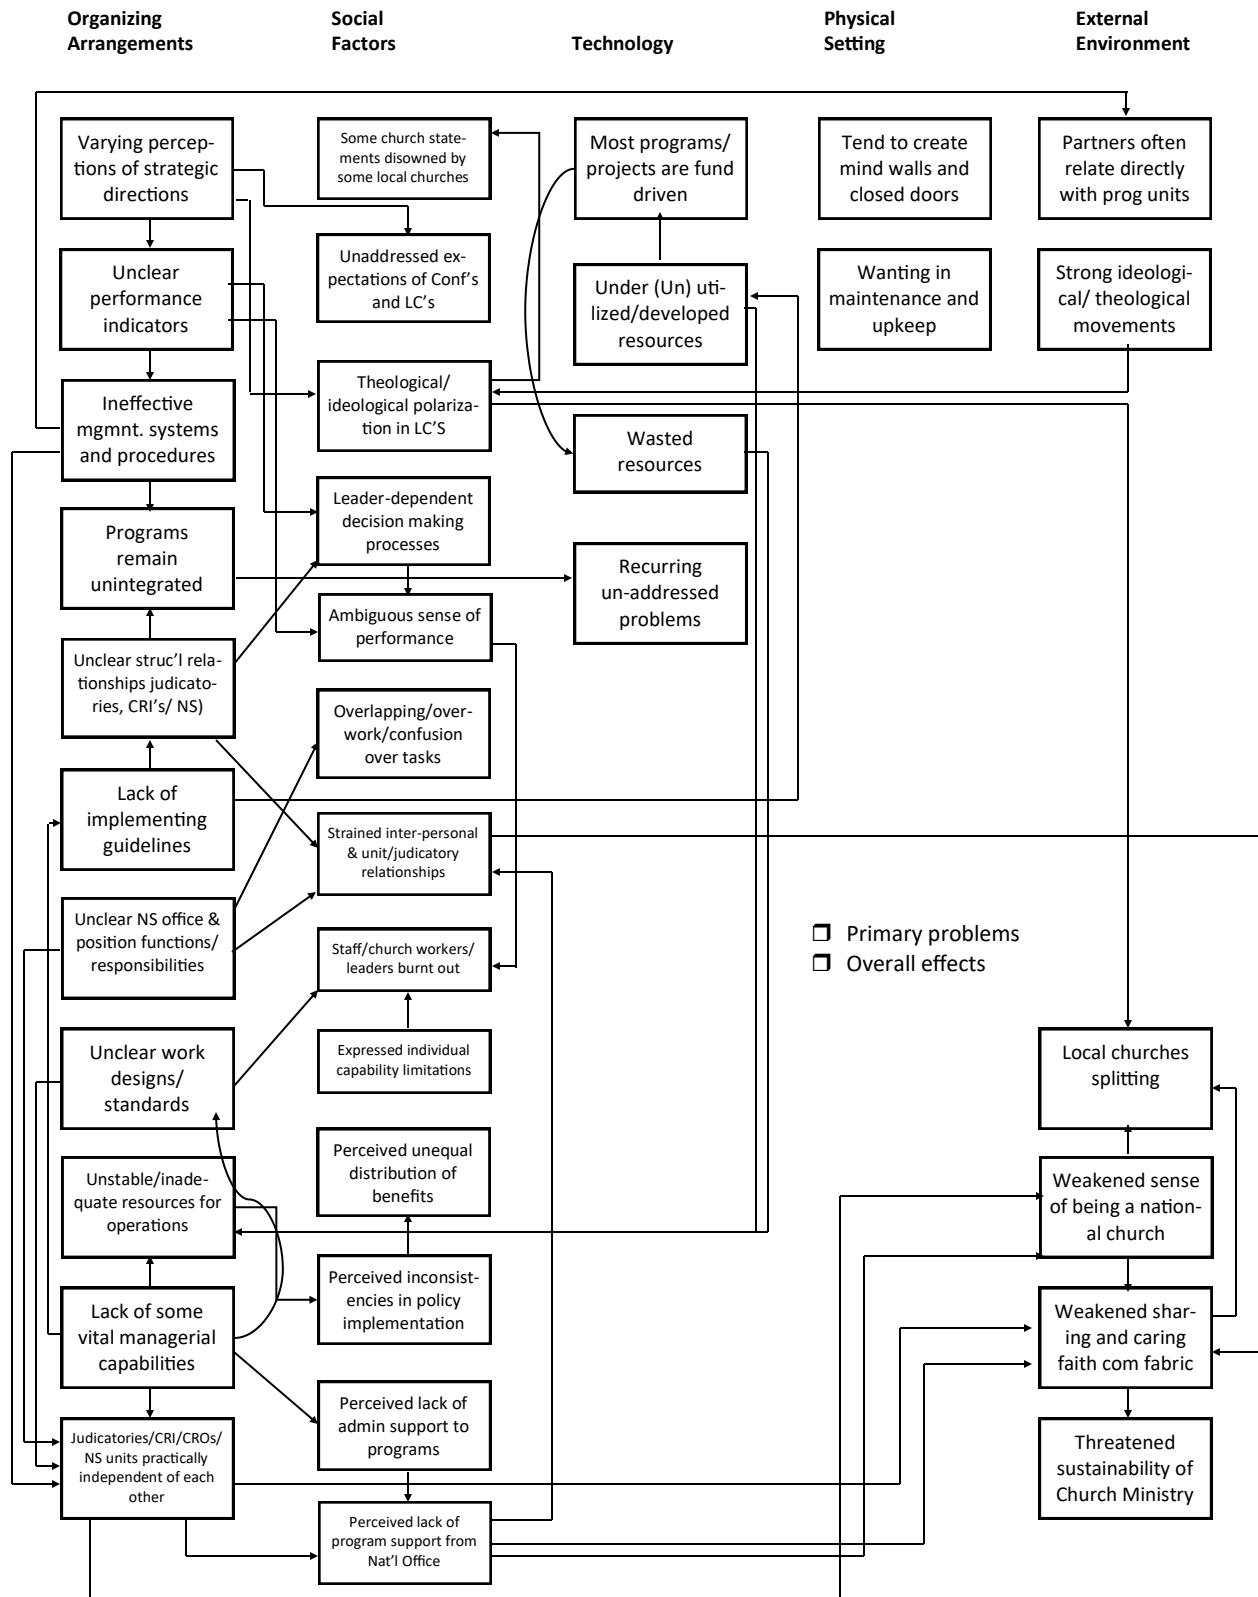 Organizing
Arrangements
Social
Factors
Technology
Physical
Setting
External
Environment
Varying percep-
tions of strategic
directions
Unclear
performance
indicators
Ineffective
mgmnt. systems
and procedures
Programs
remain
unintegrated
Unclear struc'l rela-
tionships judicato-
ries, CRI's/ NS)
Lack of
implementing
guidelines
Unclear NS office &
position functions/
responsibilities
Unclear work
designs/
standards
Unstable/inade-
quate resources for
operations
Lack of some
vital managerial
capabilities
Judicatories/CRI/CROs/
NS units practically
independent of each
other
Some church state-
ments disowned by
some local churches
Unaddressed ex-
pectations of Conf's
and LC's
Theological/
ideological polariza-
tion in LC'S
Leader-dependent
decision making
processes
Ambiguous sense of
performance
Overlapping/over-
work/confusion
over tasks
Strained inter-personal
& unit/judicatory
relationships
Staff/church workers/
leaders burnt out
Expressed individual
capability limitations
Perceived unequal
distribution of
benefits
Perceived inconsist-
encies in policy
implementation
Perceived lack of
admin support to
programs
Perceived lack of
program support from
Nat'l Office
Most programs/
projects are fund
driven
Under (Un) uti-
lized/developed
resources
Wasted
resources
Recurring
un-addressed
problems
Tend to create
mind walls and
closed doors
Wanting in
maintenance and
upkeep
❒ Primary problems
❒ Overall effects
Partners often
relate directly
with prog units
Strong ideologi-
cal/ theological
movements
Local churches
splitting
Weakened sense
of being a nation-
al church
Weakened shar-
ing and caring
faith com fabric
Threatened
sustainability of
Church Ministry